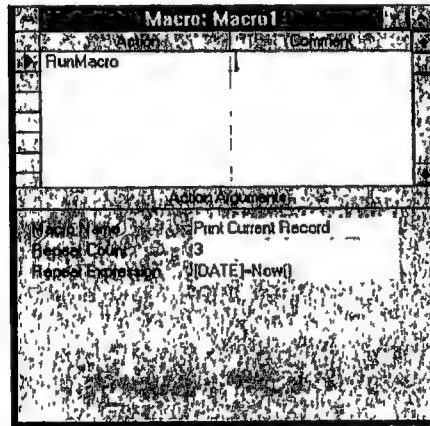 Macro: Macro1
Action Comment
RunMacro
Action Arguments
Macro Name Print Current Record
Repeat Count 3
Repeat Expression [DATE]=Now()